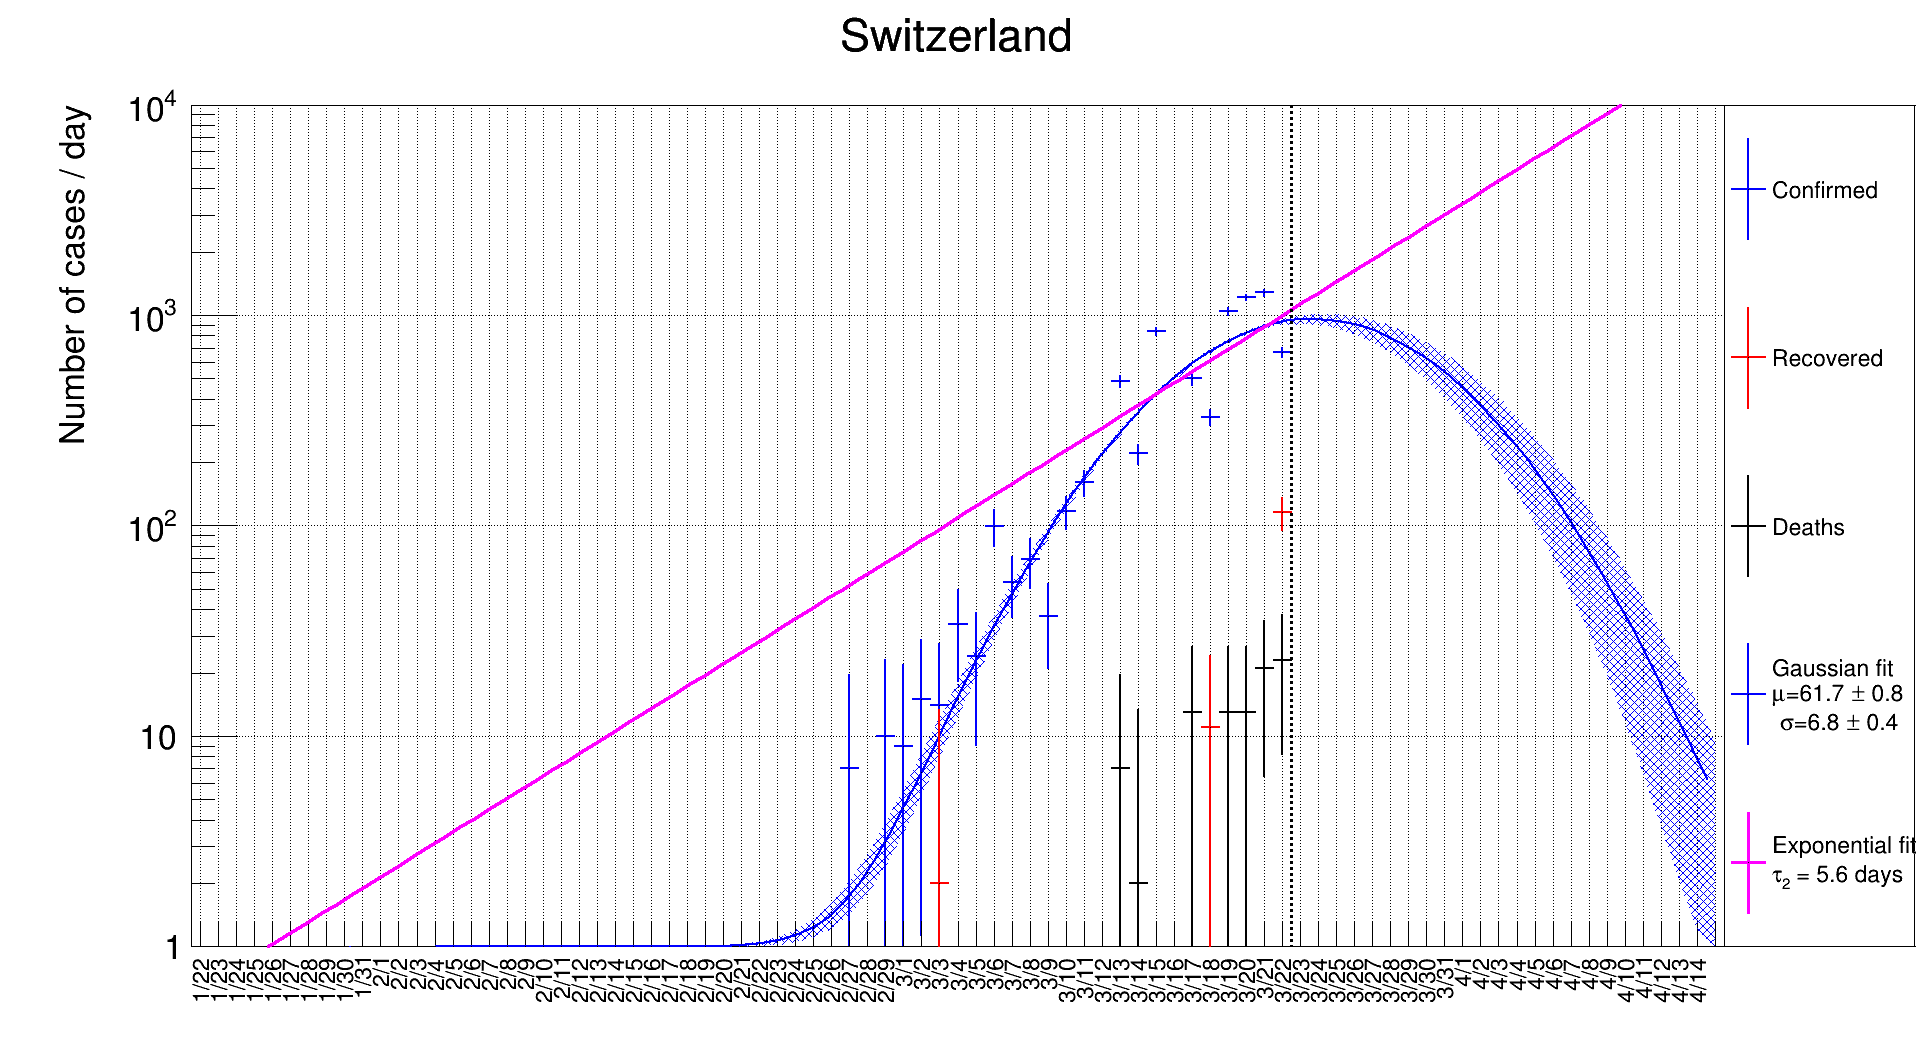 Switzerland
Number of cases / day
10^4
10^3
10^2
10
1
1/22 1/23 1/24 1/25 1/26 1/27 1/28 1/29 1/30 1/31 2/1 2/2 2/3 2/4 2/5 2/6 2/7 2/8 2/9 2/10 2/11 2/12 2/13 2/14 2/15 2/16 2/17 2/18 2/19 2/20 2/21 2/22 2/23 2/24 2/25 2/26 2/27 2/28 2/29 3/1 3/2 3/3 3/4 3/5 3/6 3/7 3/8 3/9 3/10 3/11 3/12 3/13 3/14 3/15 3/16 3/17 3/18 3/19 3/20 3/21 3/22 3/23 3/24 3/25 3/26 3/27 3/28 3/29 3/30 3/31 4/1 4/2 4/3 4/4 4/5 4/6 4/7 4/8 4/9 4/10 4/11 4/12 4/13 4/14
Confirmed
Recovered
Deaths
Gaussian fit
μ=61.7 ± 0.8
σ=6.8 ± 0.4
Exponential fit
τ₂ = 5.6 days